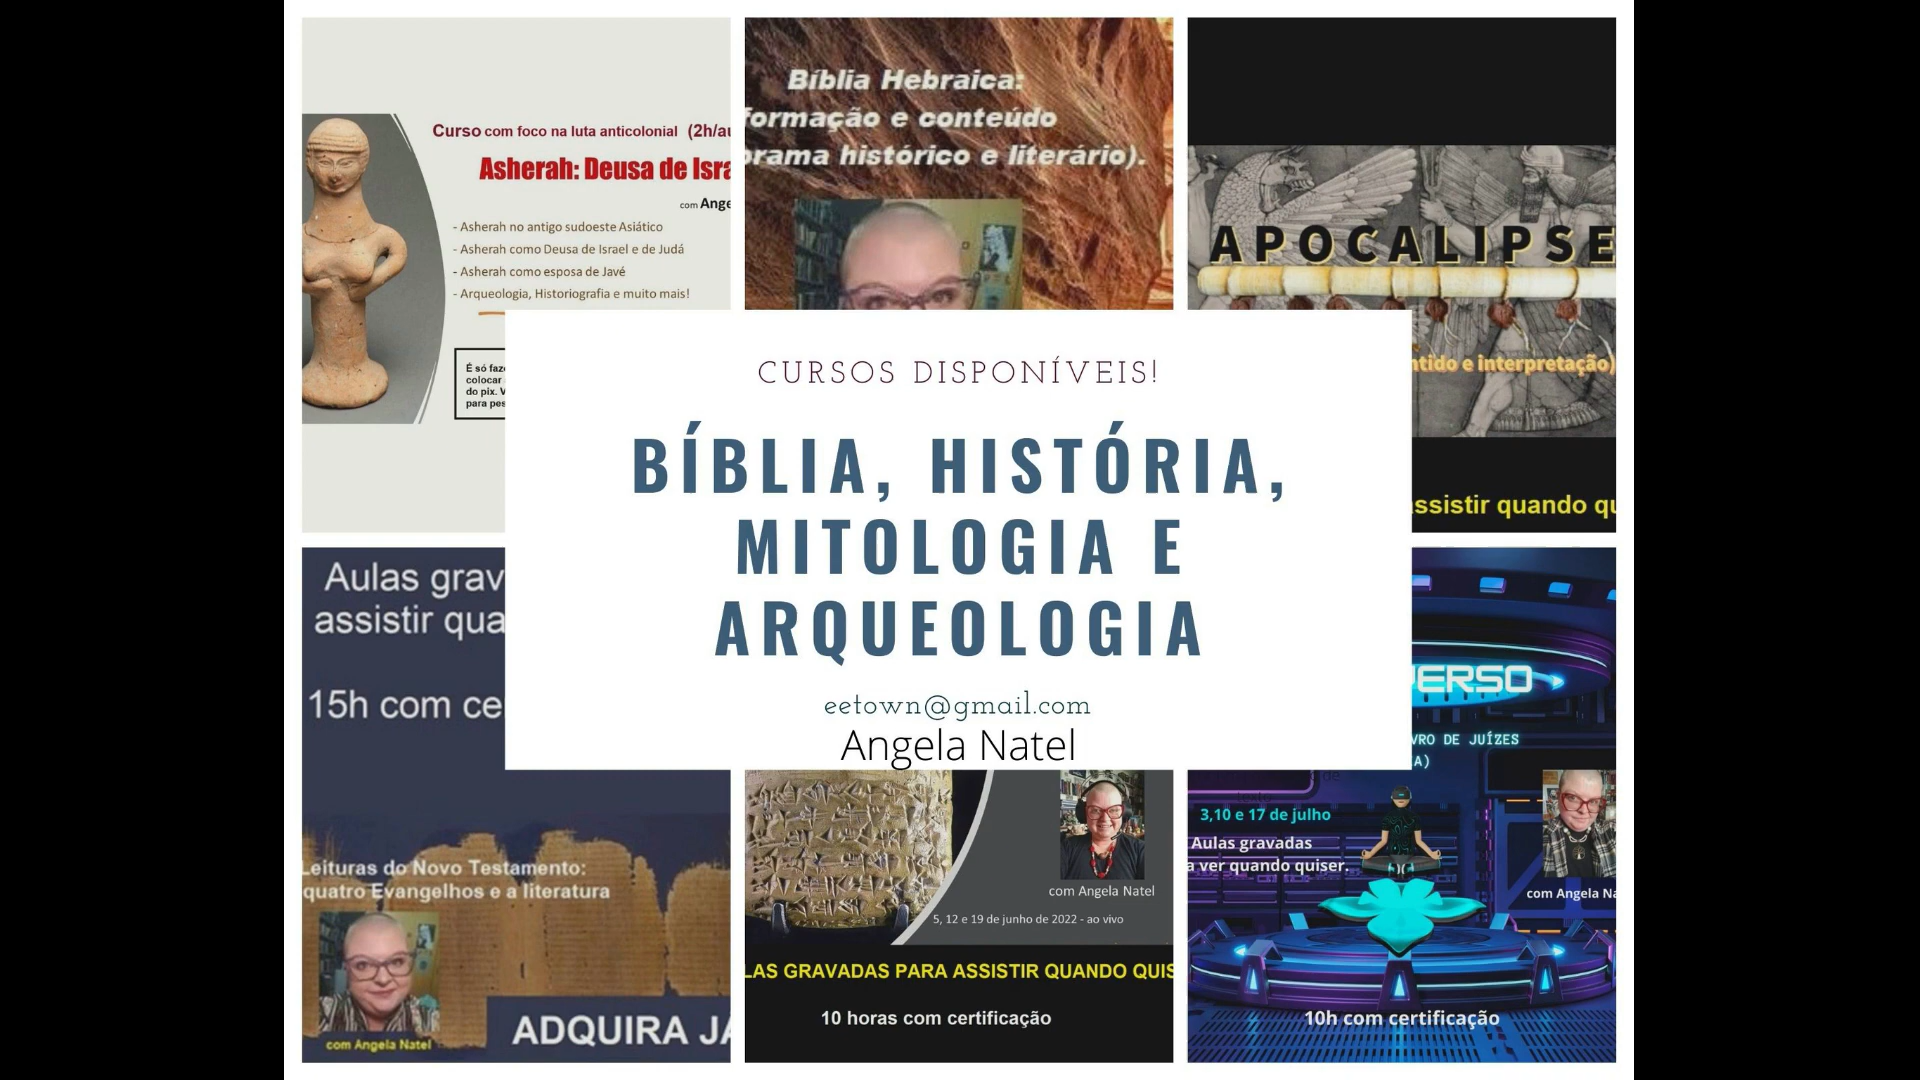 Curso com foco na luta anticolonial (2h/au
Asherah: Deusa de Isra
com Ange
- Asherah no antigo sudoeste Asiático
- Asherah como Deusa de Israel e de Judá
- Asherah como esposa de Javé
- Arqueologia, Historiografia e muito mais!
É só faze
colocar
do pix. V
para pes
Bíblia Hebraica:
formação e conteúdo
orama histórico e literário).
APOCALIPSE
ntido e interpretação)
assistir quando qu
CURSOS DISPONÍVEIS!
BÍBLIA, HISTÓRIA,
MITOLOGIA E
ARQUEOLOGIA
eetown@gmail.com
Angela Natel
Aulas grav
assistir qua
15h com ce
Leituras do Novo Testamento:
quatro Evangelhos e a literatura
com Angela Natel
ADQUIRA JÁ
com Angela Natel
5, 12 e 19 de junho de 2022 - ao vivo
LAS GRAVADAS PARA ASSISTIR QUANDO QUIS
10 horas com certificação
VERSO
VRO DE JUÍZES
A)
3,10 e 17 de julho
Aulas gravadas
a ver quando quiser.
com Angela Na
10h com certificação